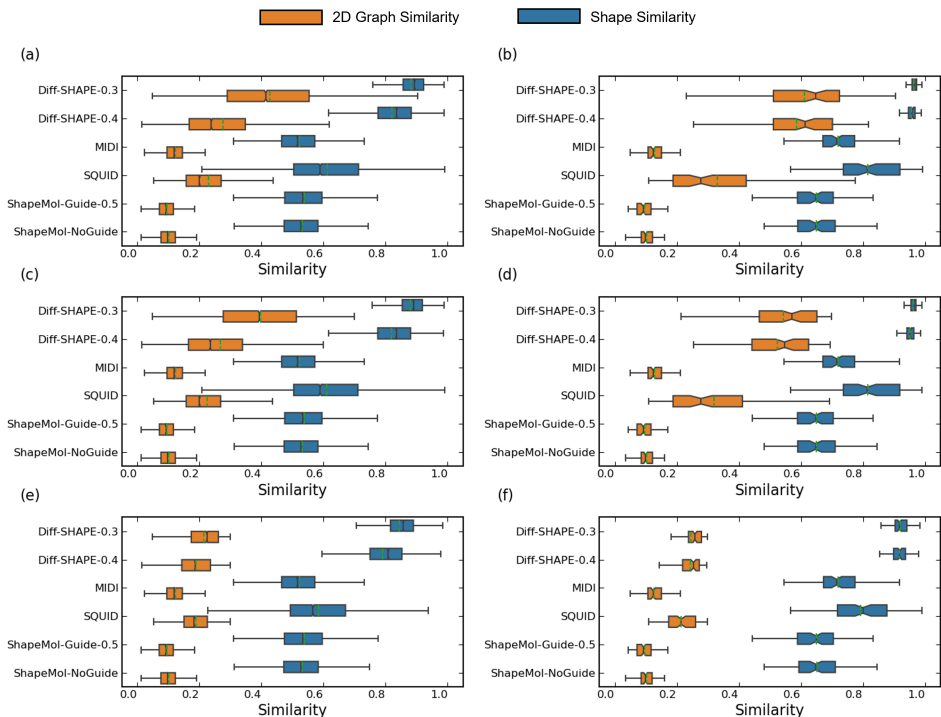 2D Graph Similarity Shape Similarity
(a) (b)
Diff-SHAPE-0.3 Diff-SHAPE-0.3
Diff-SHAPE-0.4 Diff-SHAPE-0.4
MIDI MIDI
SQUID SQUID
ShapeMol-Guide-0.5 ShapeMol-Guide-0.5
ShapeMol-NoGuide ShapeMol-NoGuide
0.0 0.2 0.4 0.6 0.8 1.0 0.0 0.2 0.4 0.6 0.8 1.0
Similarity Similarity
(c) (d)
Diff-SHAPE-0.3 Diff-SHAPE-0.3
Diff-SHAPE-0.4 Diff-SHAPE-0.4
MIDI MIDI
SQUID SQUID
ShapeMol-Guide-0.5 ShapeMol-Guide-0.5
ShapeMol-NoGuide ShapeMol-NoGuide
0.0 0.2 0.4 0.6 0.8 1.0 0.0 0.2 0.4 0.6 0.8 1.0
Similarity Similarity
(e) (f)
Diff-SHAPE-0.3 Diff-SHAPE-0.3
Diff-SHAPE-0.4 Diff-SHAPE-0.4
MIDI MIDI
SQUID SQUID
ShapeMol-Guide-0.5 ShapeMol-Guide-0.5
ShapeMol-NoGuide ShapeMol-NoGuide
0.0 0.2 0.4 0.6 0.8 1.0 0.0 0.2 0.4 0.6 0.8 1.0
Similarity Similarity